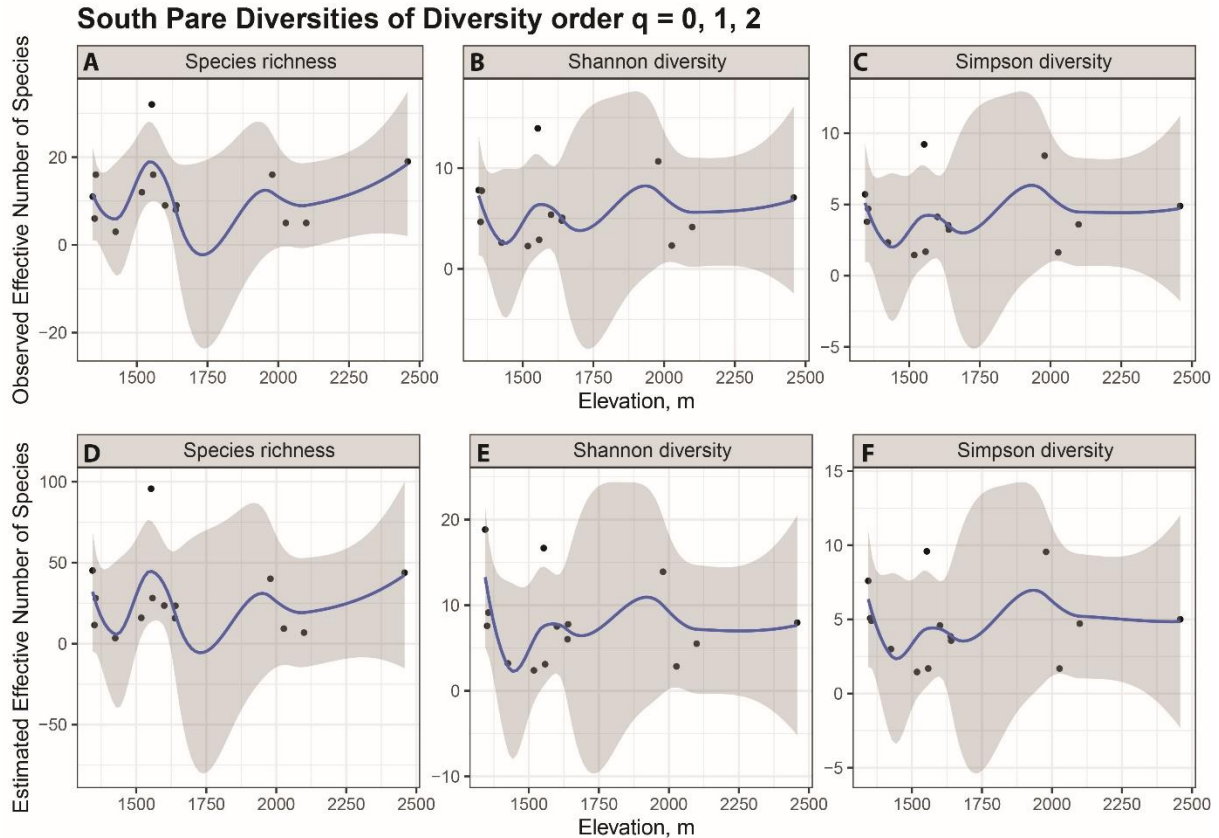 South Pare Diversities of Diversity order q = 0, 1, 2
A Species richness
B Shannon diversity
C Simpson diversity
Observed Effective Number of Species
20
0
−20
10
0
10
5
0
−5
1500 1750 2000 2250 2500
1500 1750 2000 2250 2500
1500 1750 2000 2250 2500
Elevation, m
D Species richness
E Shannon diversity
F Simpson diversity
Estimated Effective Number of Species
100
50
0
−50
20
10
0
−10
15
10
5
0
−5
1500 1750 2000 2250 2500
1500 1750 2000 2250 2500
1500 1750 2000 2250 2500
Elevation, m